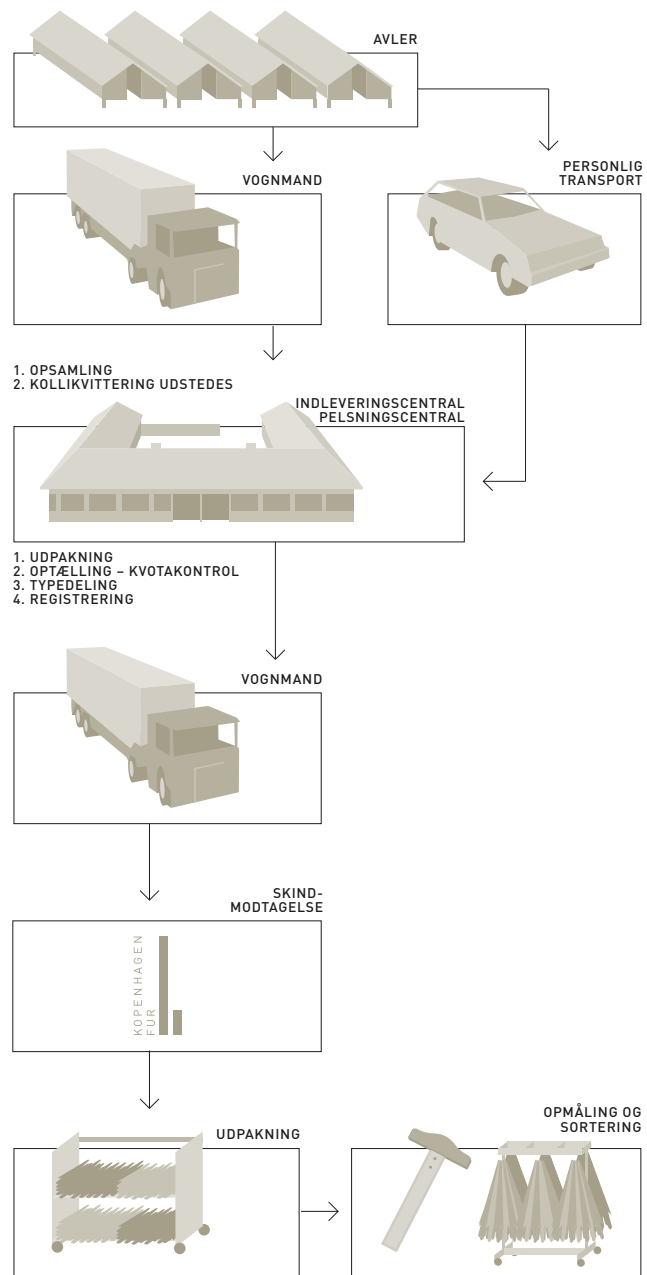 AVLER
VOGNMAND
PERSONLIG
TRANSPORT
1. OPSAMLING
2. KOLLIKVITTERING UDSTEDES
INDLEVERINGSCENTRAL
PELSNINGSCENTRAL
1. UDPAKNING
2. OPTÆLLING – KVOTAKONTROL
3. TYPEDELING
4. REGISTRERING
VOGNMAND
SKIND-
MODTAGELSE
KOPENHAGEN
FUR
UDPAKNING
OPMÅLING OG
SORTERING